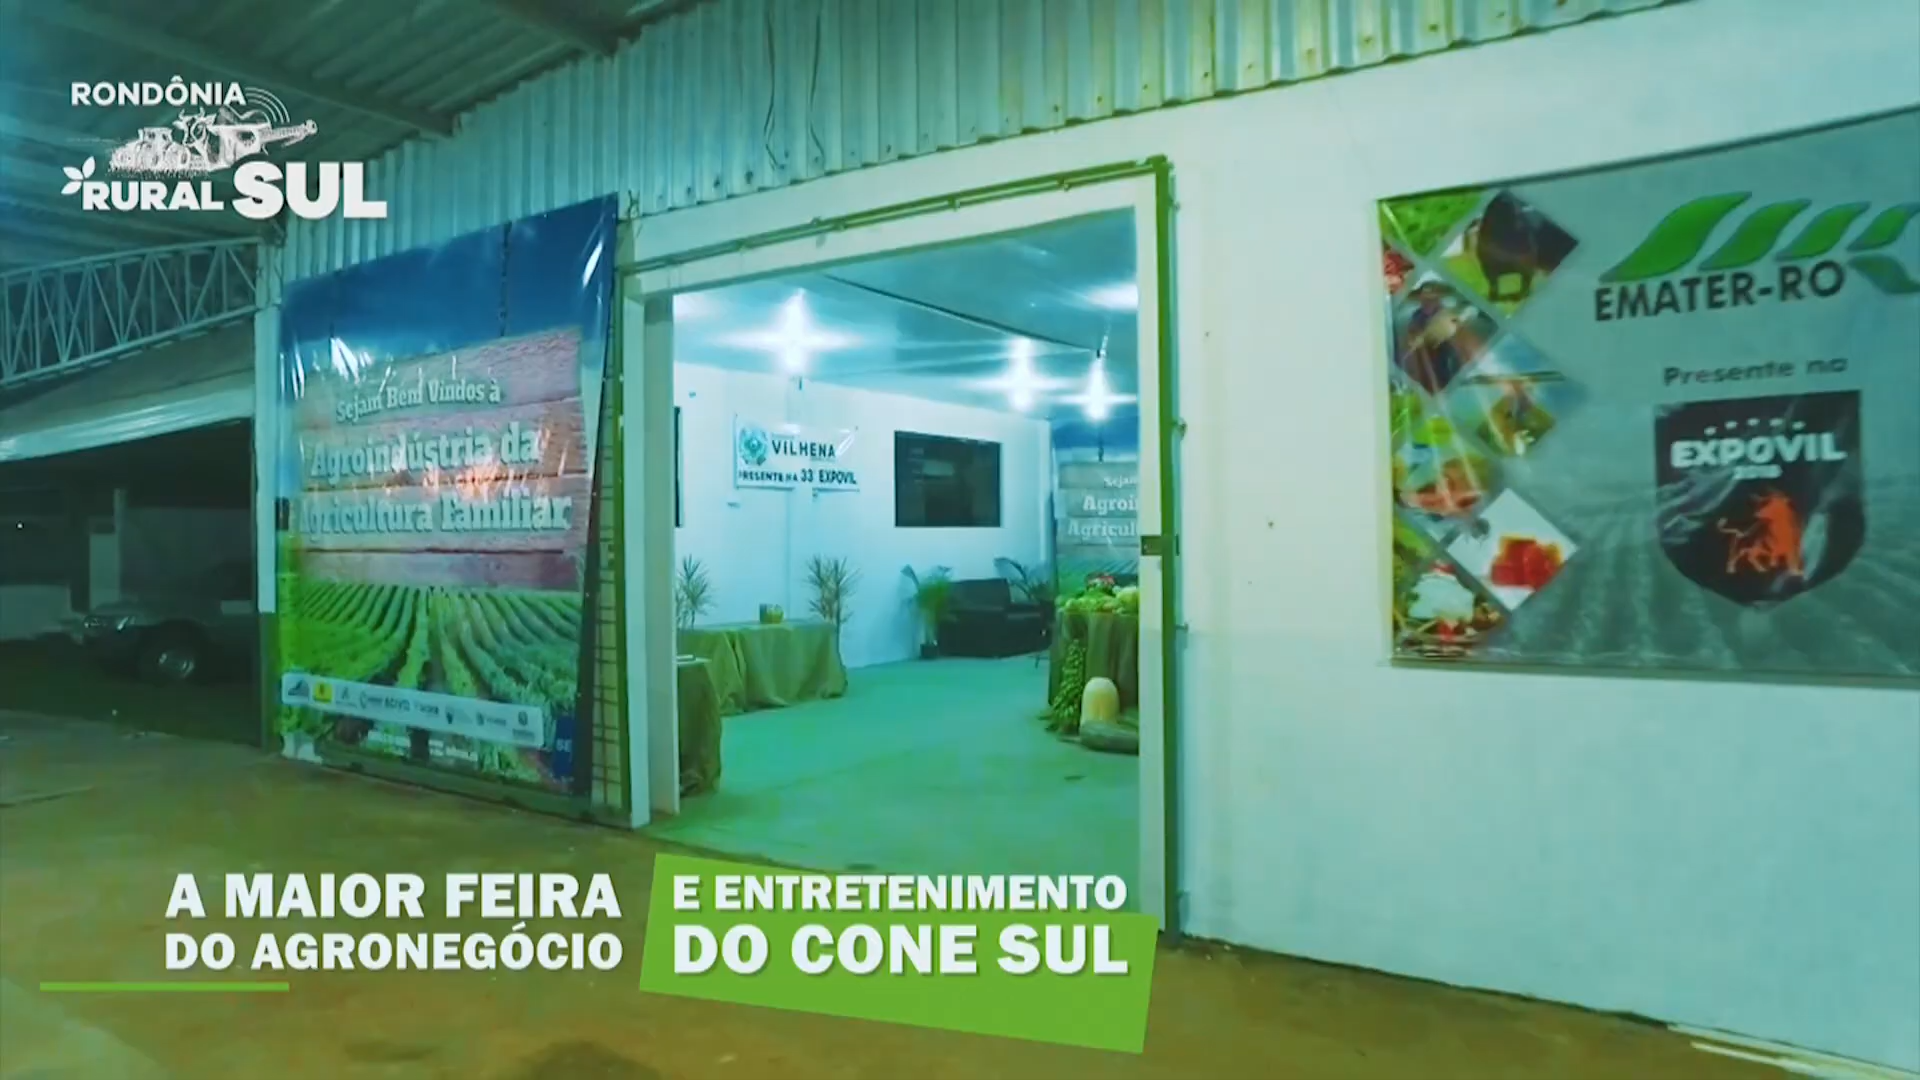 RONDÔNIA
RURAL SUL
Sejam Bem Vindos à
Agroindústria da
Agricultura Familiar
VILHENA
PRESENTE NA 33ª EXPOVIL
EMATER-RO
Presente na
EXPOVIL
A MAIOR FEIRA
DO AGRONEGÓCIO
E ENTRETENIMENTO
DO CONE SUL